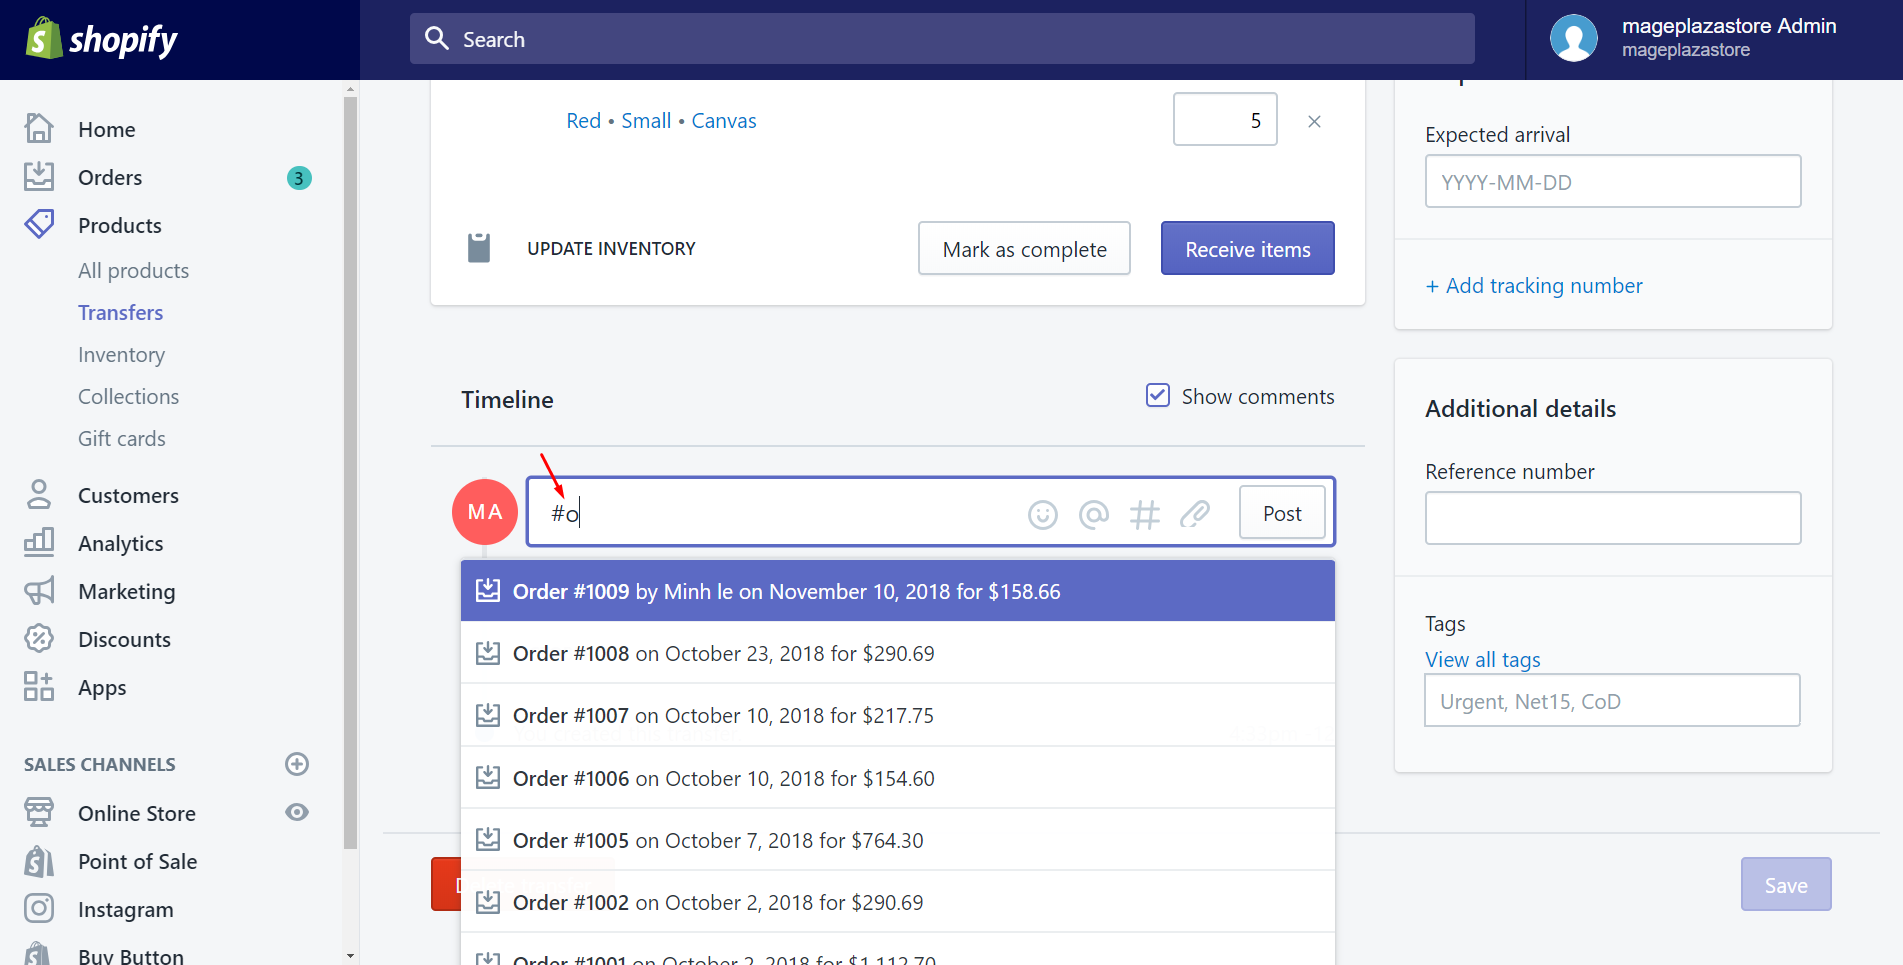 shopify
Search
mageplazastore Admin
mageplazastore
Home
Orders
3
Products
All products
Transfers
Inventory
Collections
Gift cards
Customers
Analytics
Marketing
Discounts
Apps
SALES CHANNELS
Online Store
Point of Sale
Instagram
Buy Button
Red • Small • Canvas
5
UPDATE INVENTORY
Mark as complete
Receive items
Timeline
Show comments
MA
#o
Post
Order #1009 by Minh le on November 10, 2018 for $158.66
Order #1008 on October 23, 2018 for $290.69
Order #1007 on October 10, 2018 for $217.75
Order #1006 on October 10, 2018 for $154.60
Order #1005 on October 7, 2018 for $764.30
Order #1002 on October 2, 2018 for $290.69
Order #1001 on October 2, 2018 for $1,112.70
Expected arrival
YYYY-MM-DD
+ Add tracking number
Additional details
Reference number
Tags
View all tags
Urgent, Net15, CoD
Save